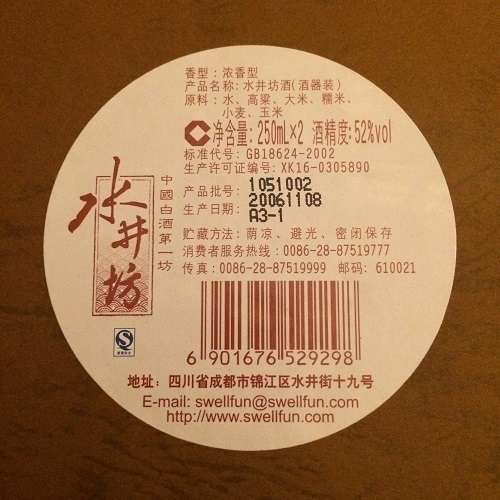 香型：浓香型
产品名称：水井坊酒（酒器装）
原料：水、高粱、大米、糯米、
小麦、玉米
净含量：250mL×2 酒精度：52%vol
标准代号：GB18624-2002
生产许可证编号：XK16-0305890
产品批号：1051002
20061108
生产日期：A3-1
贮藏方法：荫凉、避光、密闭保存
消费者服务热线：0086-28-87519777
传真：0086-28-87519999 邮码：610021
水井坊
中國白酒第一坊
6 901676 529298
地址：四川省成都市锦江区水井街十九号
E-mail: swellfun@swellfun.com
http://www.swellfun.com